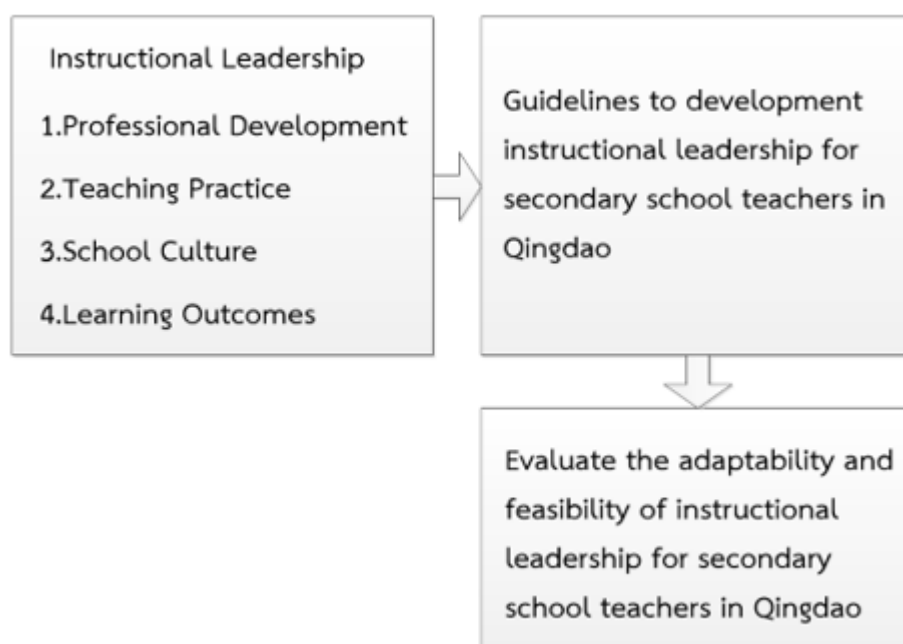 Instructional Leadership
1.Professional Development
2.Teaching Practice
3.School Culture
4.Learning Outcomes
Guidelines to development
instructional leadership for
secondary school teachers in
Qingdao
Evaluate the adaptability and
feasibility of instructional
leadership for secondary
school teachers in Qingdao